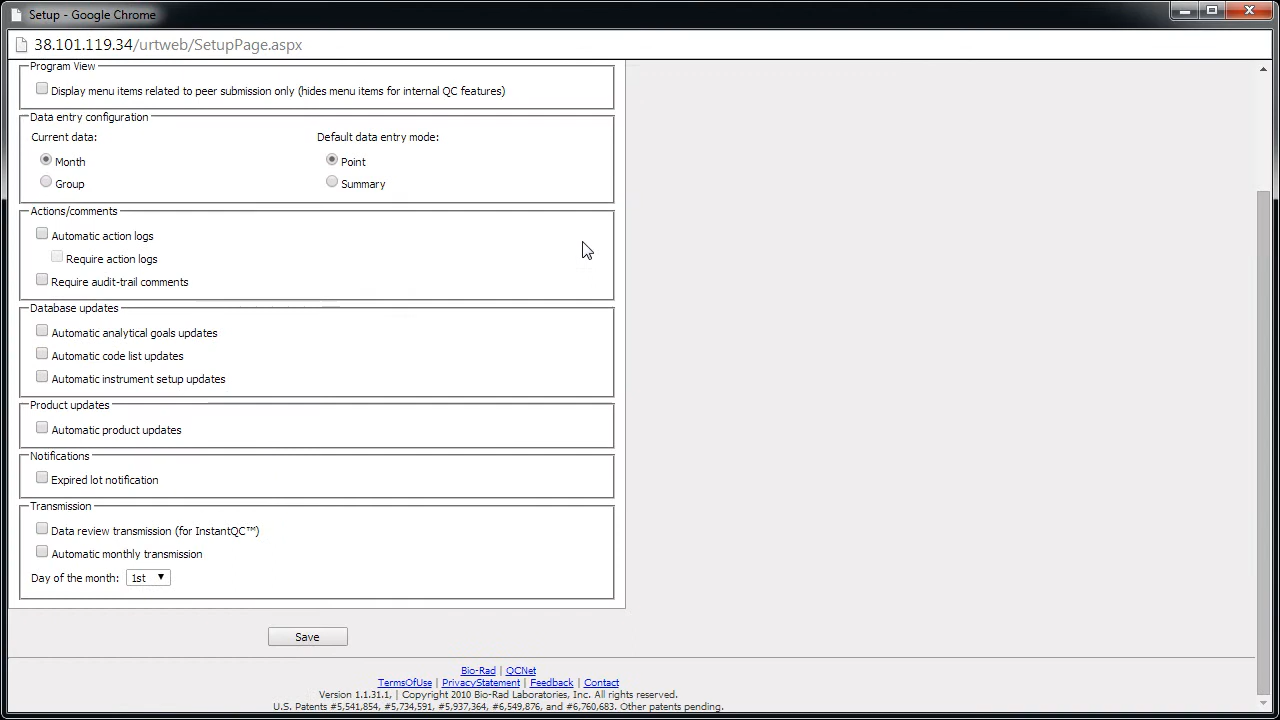 Setup - Google Chrome
38.101.119.34/urtweb/SetupPage.aspx
Program View
Display menu items related to peer submission only (hides menu items for internal QC features)
Data entry configuration
Current data: Default data entry mode:
Month Point
Group Summary
Actions/comments
Automatic action logs
Require action logs
Require audit-trail comments
Database updates
Automatic analytical goals updates
Automatic code list updates
Automatic instrument setup updates
Product updates
Automatic product updates
Notifications
Expired lot notification
Transmission
Data review transmission (for InstantQC™)
Automatic monthly transmission
Day of the month: 1st
Save
Bio-Rad | QCNet
TermsOfUse | PrivacyStatement | Feedback | Contact
Version 1.1.31.1, | Copyright 2010 Bio-Rad Laboratories, Inc. All rights reserved.
U.S. Patents #5,541,854, #5,734,591, #5,937,364, #6,549,876, and #6,760,683. Other patents pending.